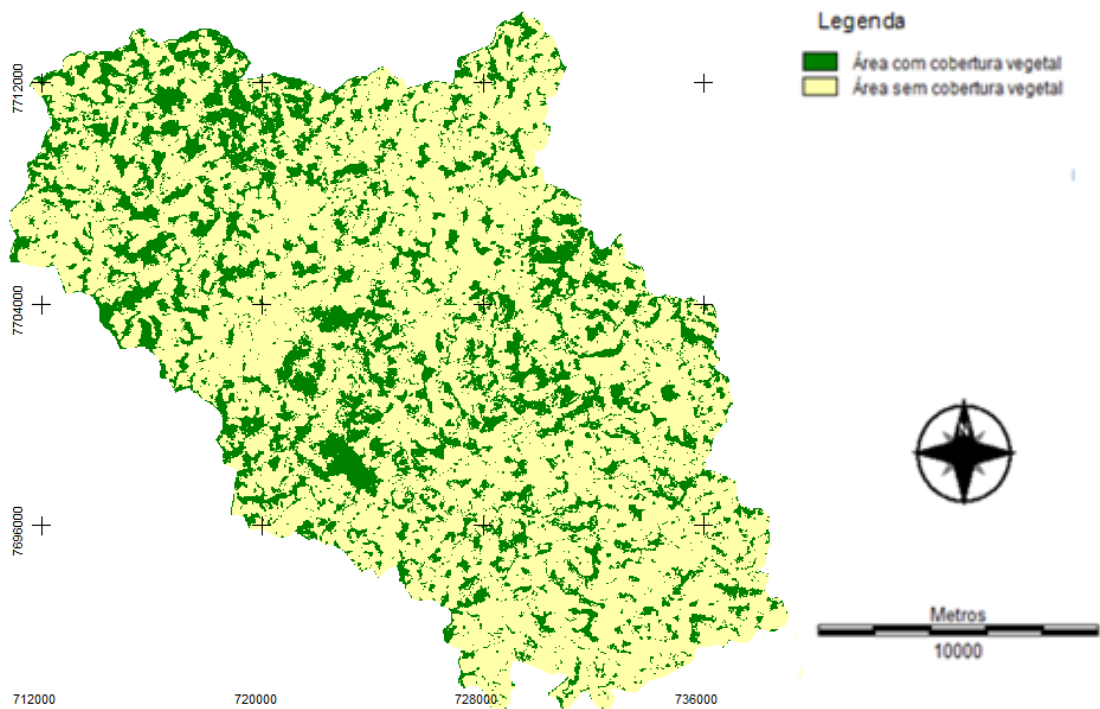 Legenda
Área com cobertura vegetal
Área sem cobertura vegetal
7712000
7704000
7696000
N
Metros
10000
712000
720000
728000
736000